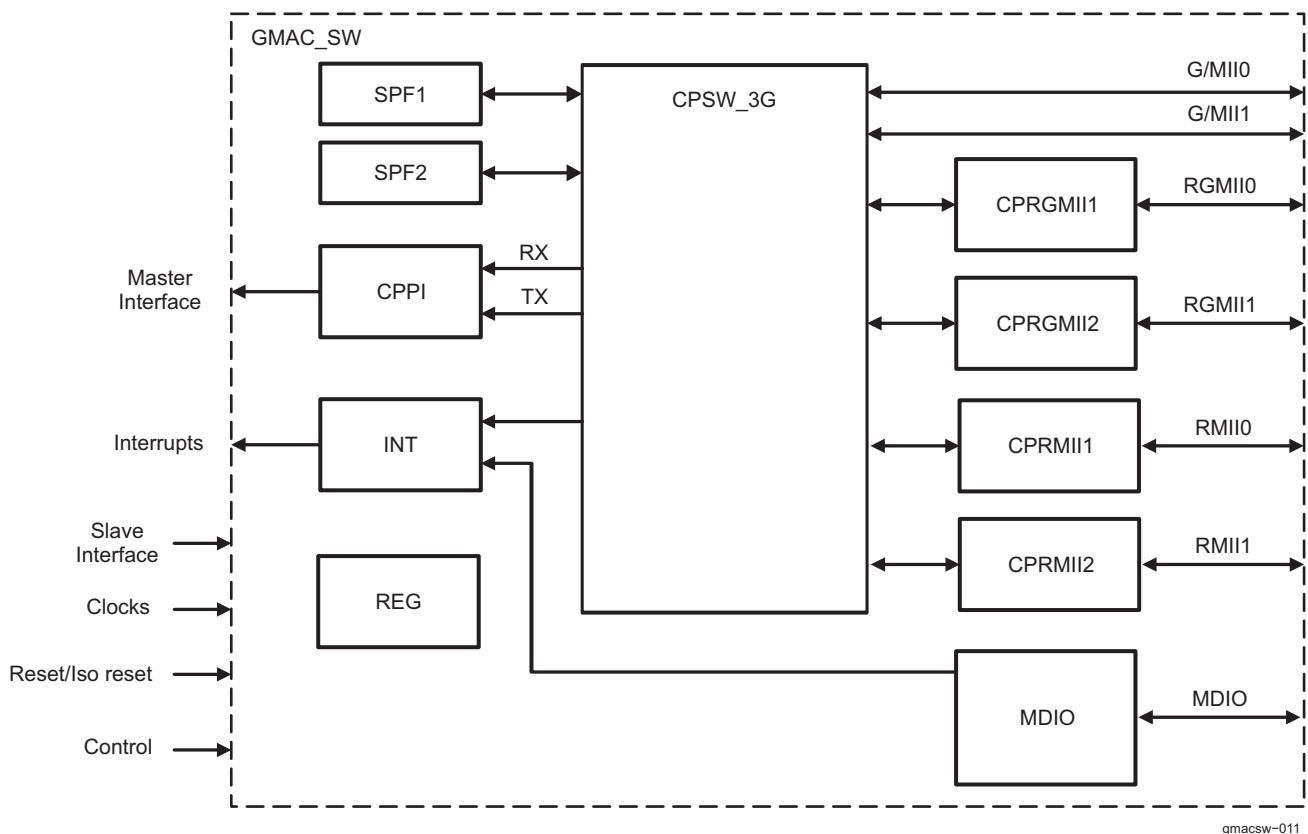 GMAC_SW
SPF1
CPSW_3G
G/MII0
G/MII1
SPF2
CPRGMII1
RGMII0
Master
Interface
CPPI
RX
TX
CPRGMII2
RGMII1
Interrupts
INT
CPRMII1
RMII0
Slave
Interface
CPRMII2
RMII1
Clocks
REG
Reset/Iso reset
MDIO
MDIO
Control
gmacsw-011